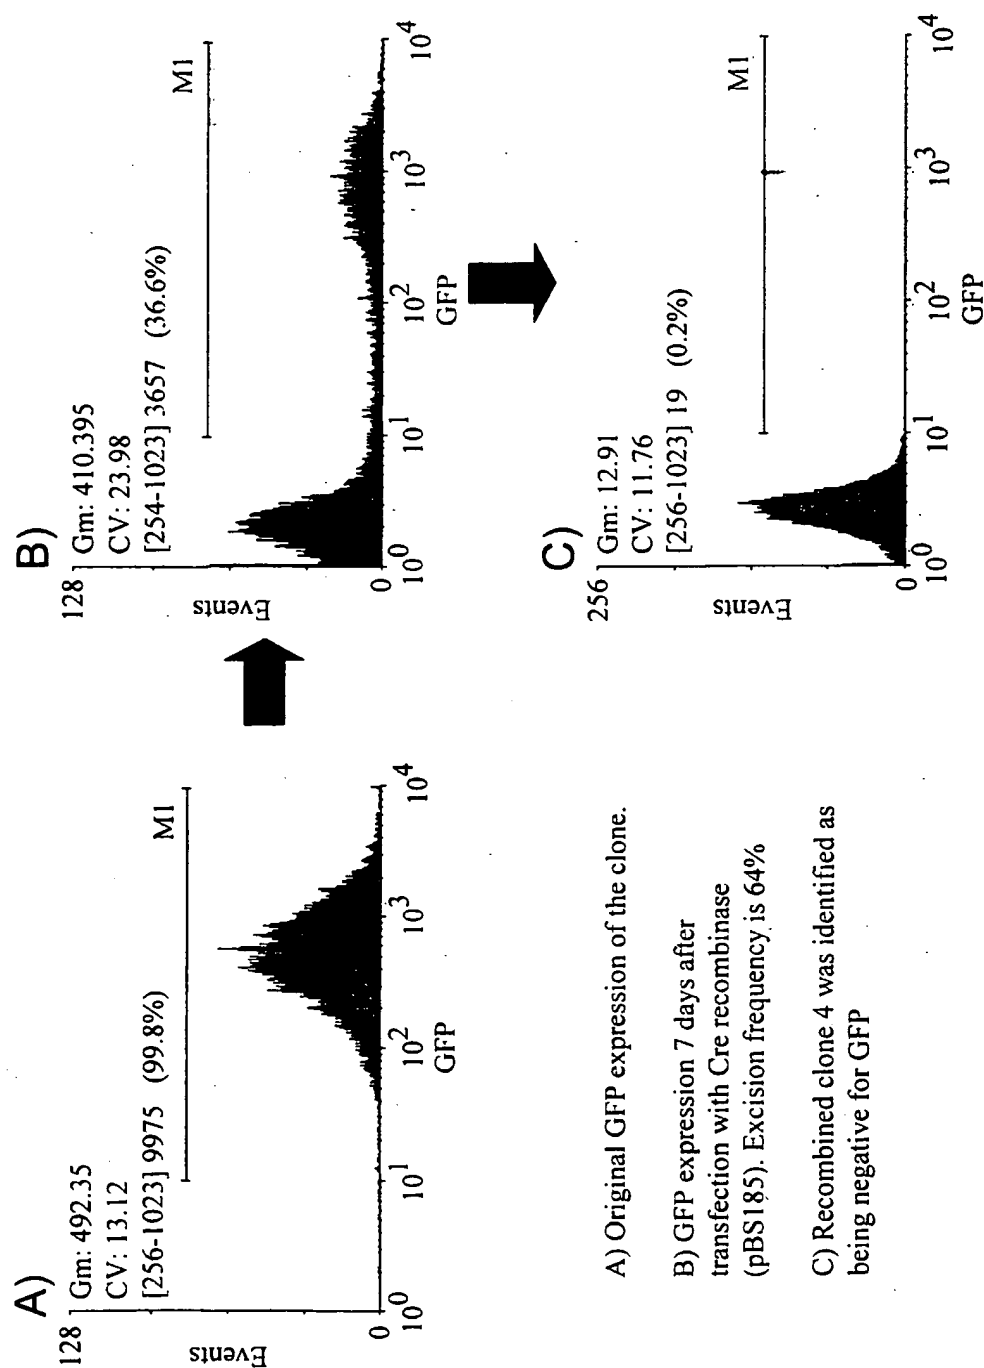 A)
128
Gm: 492.35
CV: 13.12
[256-1023] 9975 (99.8%)
M1
Events
0
10^0
10^1
10^2
10^3
10^4
GFP
B)
128
Gm: 410.395
CV: 23.98
[254-1023] 3657 (36.6%)
M1
Events
0
10^0
10^1
10^2
10^3
10^4
GFP
C)
256
Gm: 12.91
CV: 11.76
[256-1023] 19 (0.2%)
M1
Events
0
10^0
10^1
10^2
10^3
10^4
GFP
A) Original GFP expression of the clone.
B) GFP expression 7 days after
transfection with Cre recombinase
(pBS185). Excision frequency is 64%
C) Recombined clone 4 was identified as
being negative for GFP